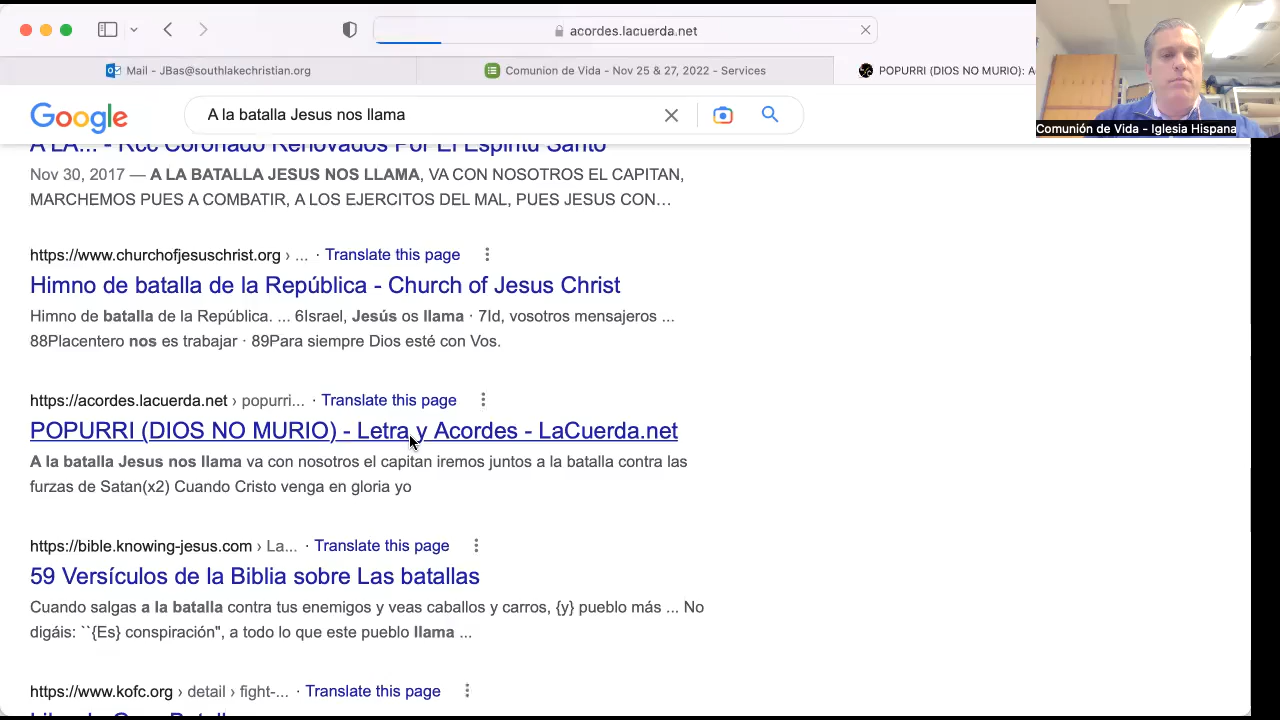 acordes.lacuerda.net
Mail - JBas@southlakechristian.org
Comunion de Vida - Nov 25 & 27, 2022 - Services
POPURRI (DIOS NO MURIO): A
Google
A la batalla Jesus nos llama
Comunión de Vida - Iglesia Hispana
A LA... - Rcc Coronado Renovados Por El Espiritu Santo
Nov 30, 2017 — A LA BATALLA JESUS NOS LLAMA, VA CON NOSOTROS EL CAPITAN,
MARCHEMOS PUES A COMBATIR, A LOS EJERCITOS DEL MAL, PUES JESUS CON...
https://www.churchofjesuschrist.org › ... · Translate this page
Himno de batalla de la República - Church of Jesus Christ
Himno de batalla de la República. ... 6Israel, Jesús os llama · 7Id, vosotros mensajeros ...
88Placentero nos es trabajar · 89Para siempre Dios esté con Vos.
https://acordes.lacuerda.net › popurri... · Translate this page
POPURRI (DIOS NO MURIO) - Letra y Acordes - LaCuerda.net
A la batalla Jesus nos llama va con nosotros el capitan iremos juntos a la batalla contra las
furzas de Satan(x2) Cuando Cristo venga en gloria yo
https://bible.knowing-jesus.com › La... · Translate this page
59 Versículos de la Biblia sobre Las batallas
Cuando salgas a la batalla contra tus enemigos y veas caballos y carros, {y} pueblo más ... No
digáis: ``{Es} conspiración", a todo lo que este pueblo llama ...
https://www.kofc.org › detail › fight-... · Translate this page